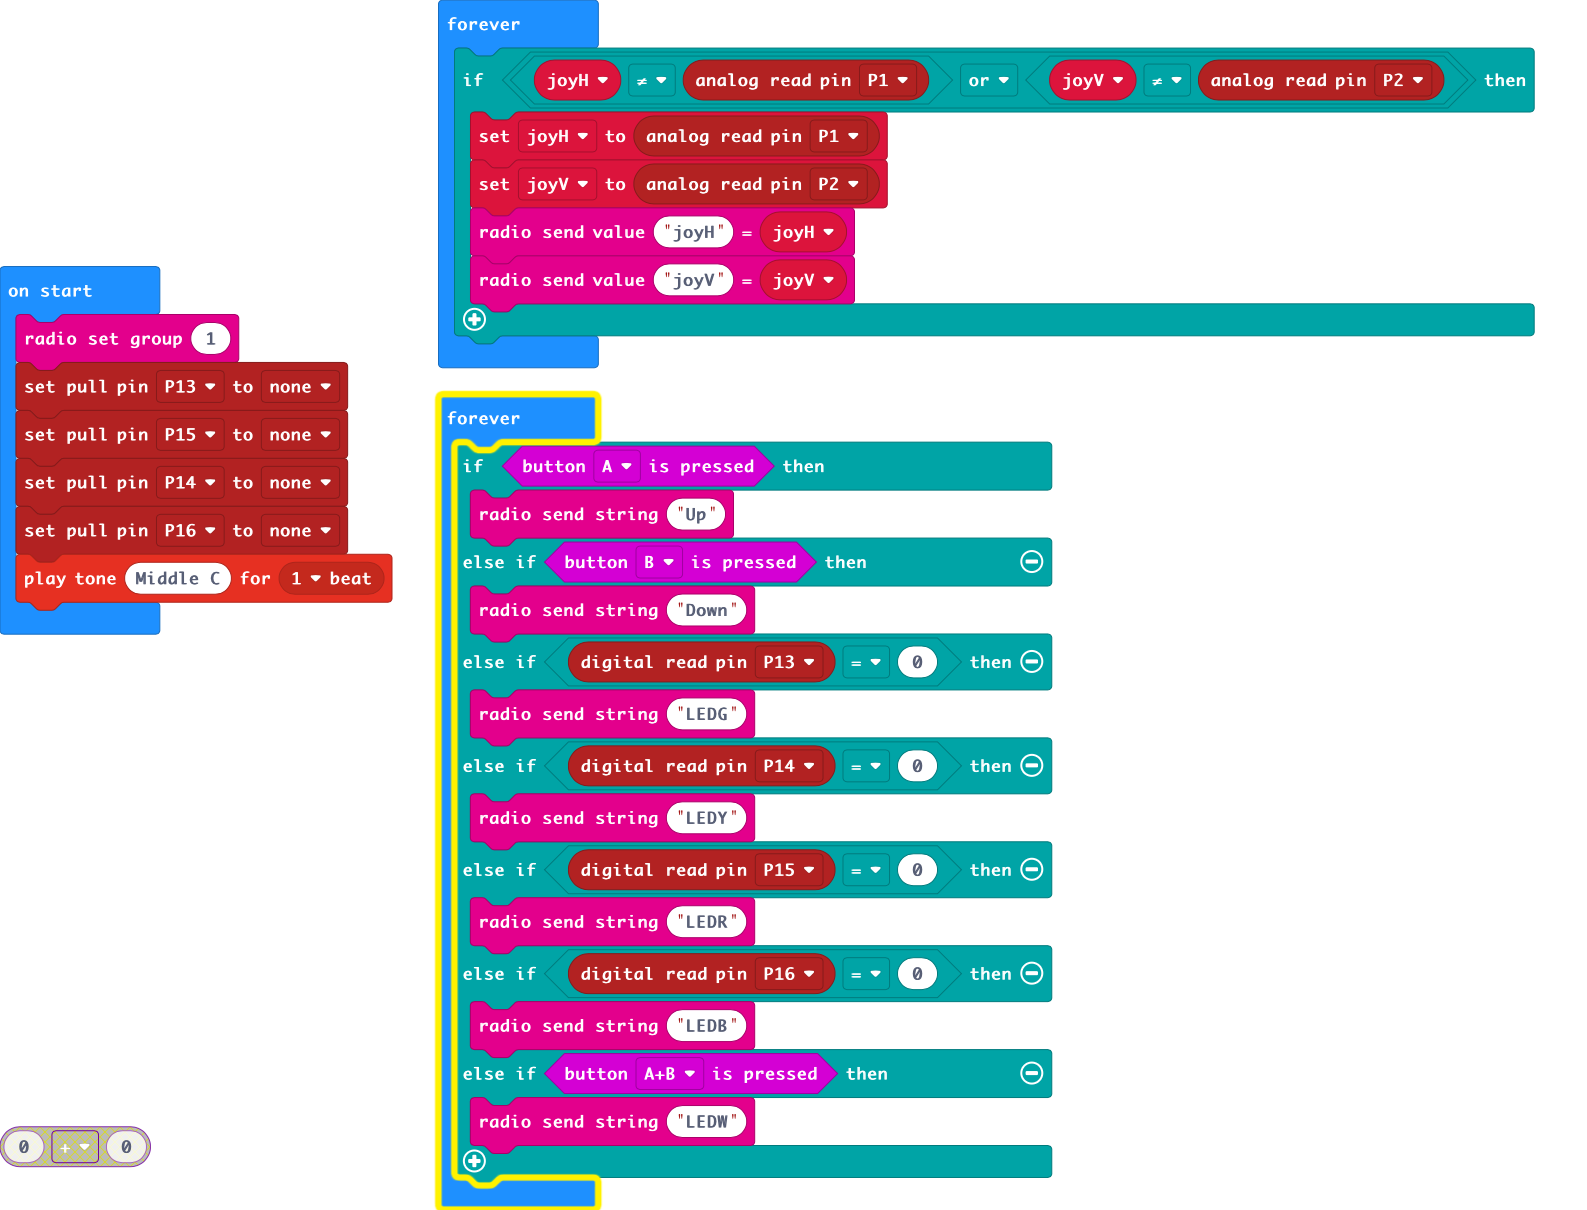 on start
radio set group 1
set pull pin P13 to none
set pull pin P15 to none
set pull pin P14 to none
set pull pin P16 to none
play tone Middle C for 1 beat
0 + 0
forever
if joyH ≠ analog read pin P1 or joyV ≠ analog read pin P2 then
set joyH to analog read pin P1
set joyV to analog read pin P2
radio send value "joyH" = joyH
radio send value "joyV" = joyV
forever
if button A is pressed then
radio send string "Up"
else if button B is pressed then
radio send string "Down"
else if digital read pin P13 = 0 then
radio send string "LEDG"
else if digital read pin P14 = 0 then
radio send string "LEDY"
else if digital read pin P15 = 0 then
radio send string "LEDR"
else if digital read pin P16 = 0 then
radio send string "LEDB"
else if button A+B is pressed then
radio send string "LEDW"